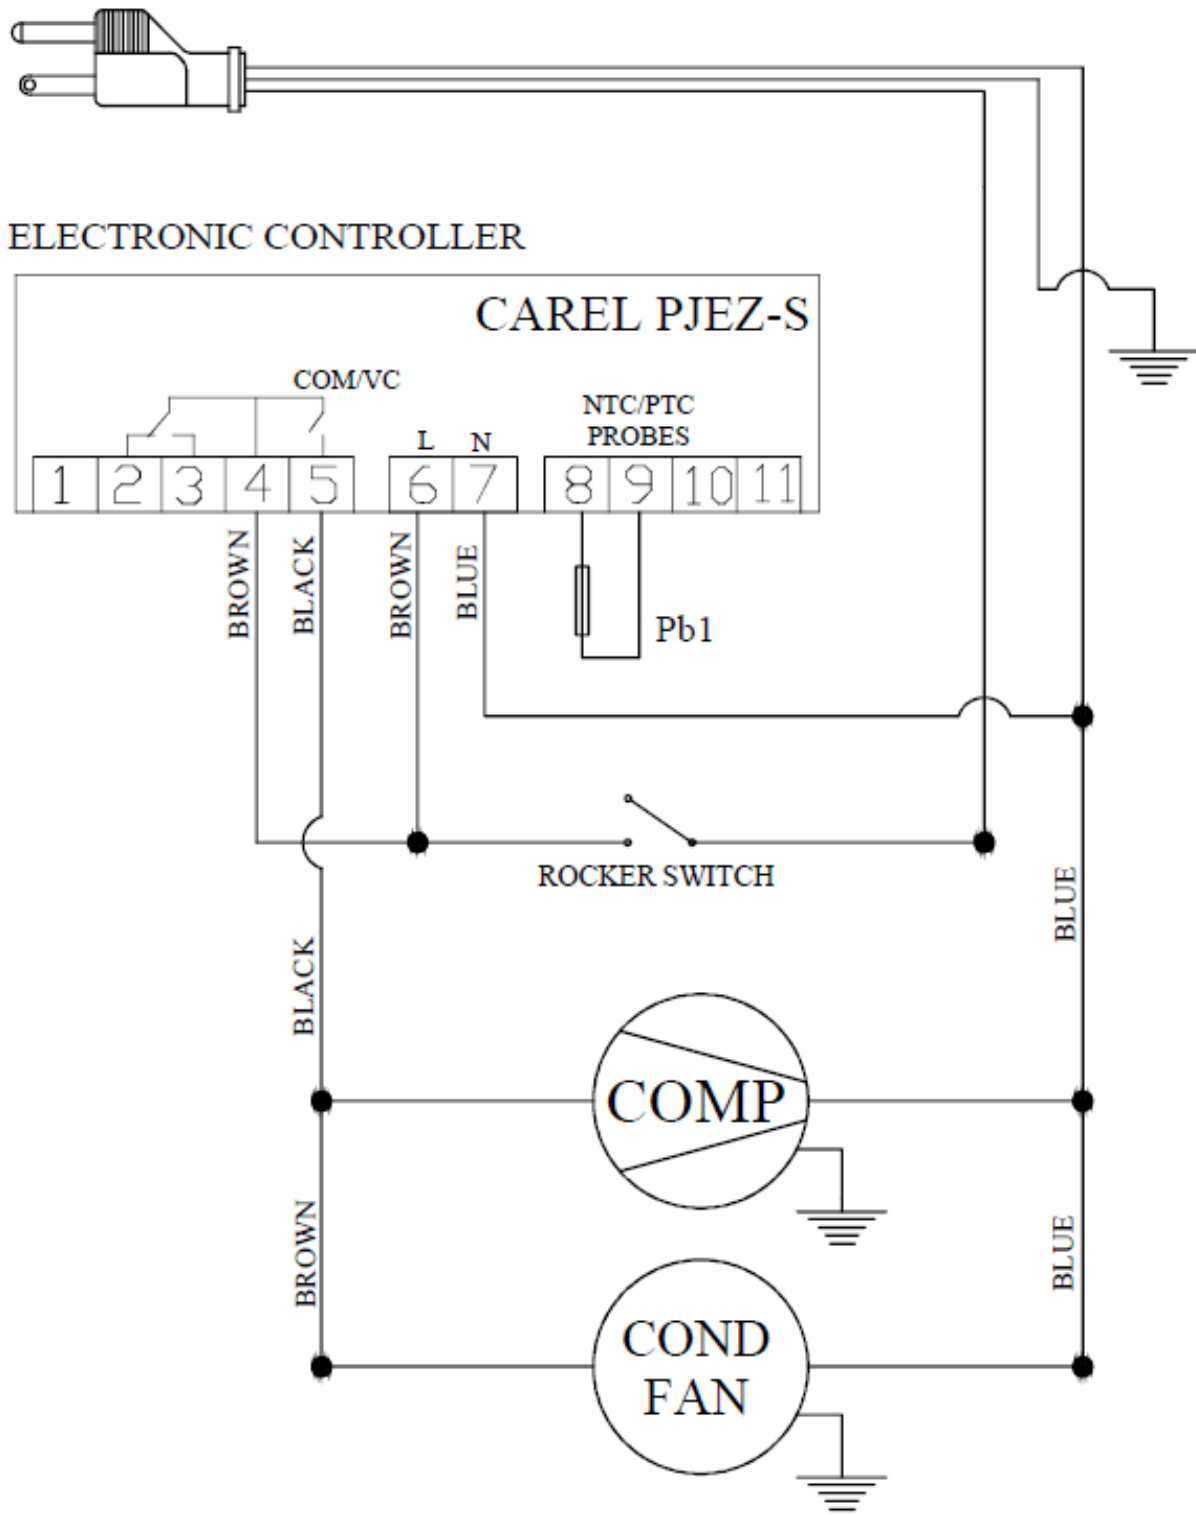 ELECTRONIC CONTROLLER
CAREL PJEZ-S
COM/VC
NTC/PTC
PROBES
L N
1 2 3 4 5 6 7 8 9 10 11
BROWN
BLACK
BROWN
BLUE
Pb1
ROCKER SWITCH
BLUE
BLACK
COMP
BROWN
BLUE
COND
FAN